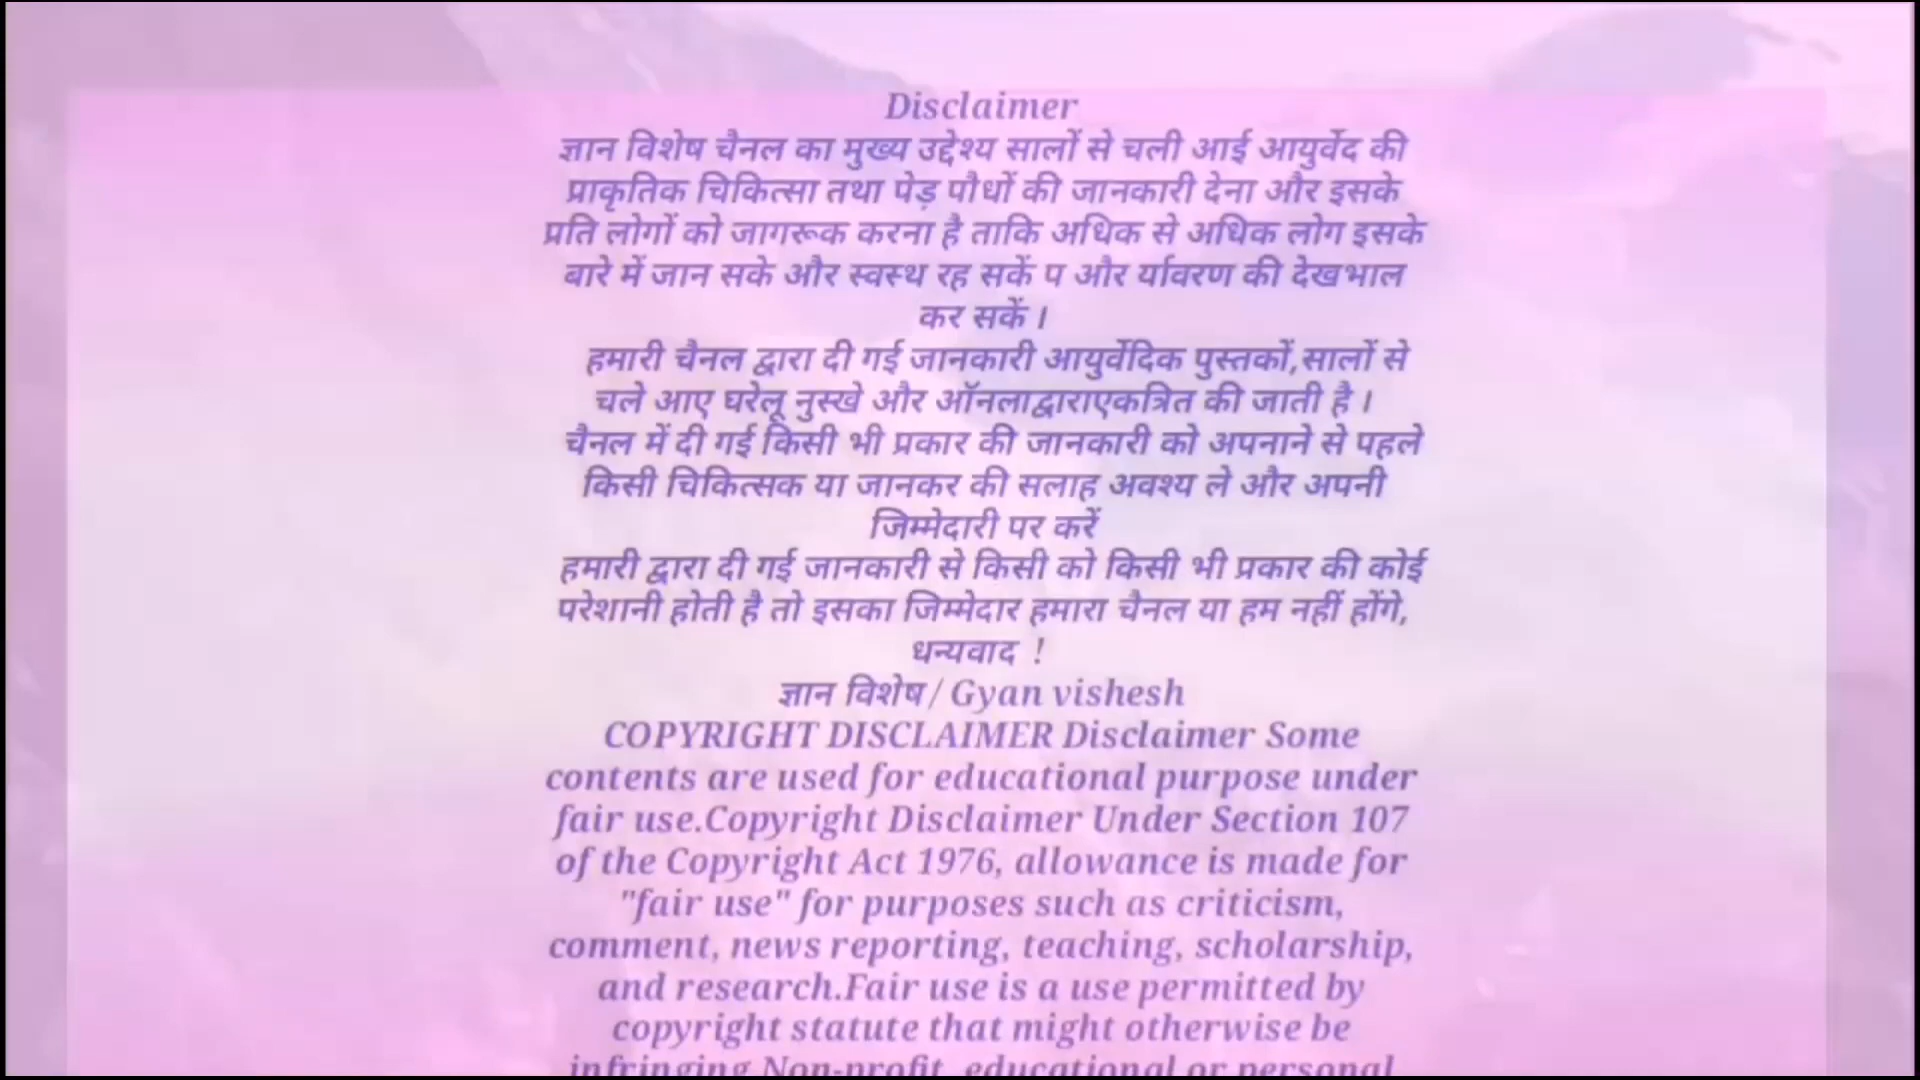 Disclaimer
ज्ञान विशेष चैनल का मुख्य उद्देश्य सालों से चली आई आयुर्वेद की
प्राकृतिक चिकित्सा तथा पेड़ पौधों की जानकारी देना और इसके
प्रति लोगों को जागरूक करना है ताकि अधिक से अधिक लोग इसके
बारे में जान सके और स्वस्थ रह सकें प और र्यावरण की देखभाल
कर सकें ।
हमारी चैनल द्वारा दी गई जानकारी आयुर्वेदिक पुस्तकों,सालों से
चले आए घरेलू नुस्खे और ऑनलाद्वाराएकत्रित की जाती है ।
चैनल में दी गई किसी भी प्रकार की जानकारी को अपनाने से पहले
किसी चिकित्सक या जानकर की सलाह अवश्य ले और अपनी
जिम्मेदारी पर करें
हमारी द्वारा दी गई जानकारी से किसी को किसी भी प्रकार की कोई
परेशानी होती है तो इसका जिम्मेदार हमारा चैनल या हम नहीं होंगे,
धन्यवाद !
ज्ञान विशेष/ Gyan vishesh
COPYRIGHT DISCLAIMER Disclaimer Some
contents are used for educational purpose under
fair use.Copyright Disclaimer Under Section 107
of the Copyright Act 1976, allowance is made for
"fair use" for purposes such as criticism,
comment, news reporting, teaching, scholarship,
and research.Fair use is a use permitted by
copyright statute that might otherwise be
infringing Non-profit, educational or personal